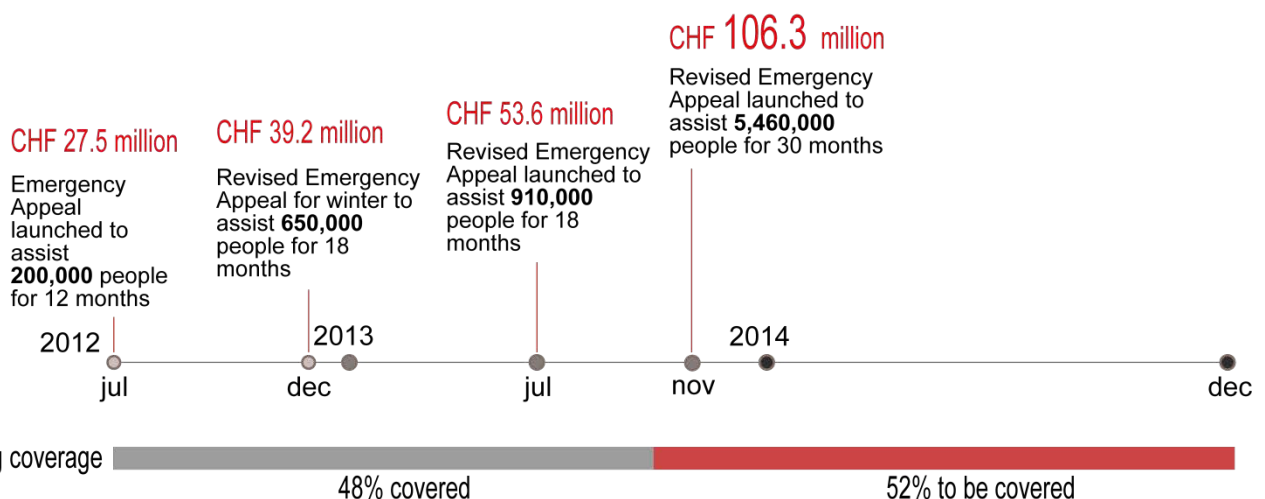 CHF 27.5 million
Emergency
Appeal
launched to
assist
200,000 people
for 12 months
CHF 39.2 million
Revised Emergency
Appeal for winter to
assist 650,000
people for 18
months
CHF 53.6 million
Revised Emergency
Appeal launched to
assist 910,000
people for 18
months
CHF 106.3 million
Revised Emergency
Appeal launched to
assist 5,460,000
people for 30 months
2012
2013
2014
jul
dec
jul
nov
dec
coverage
48% covered
52% to be covered